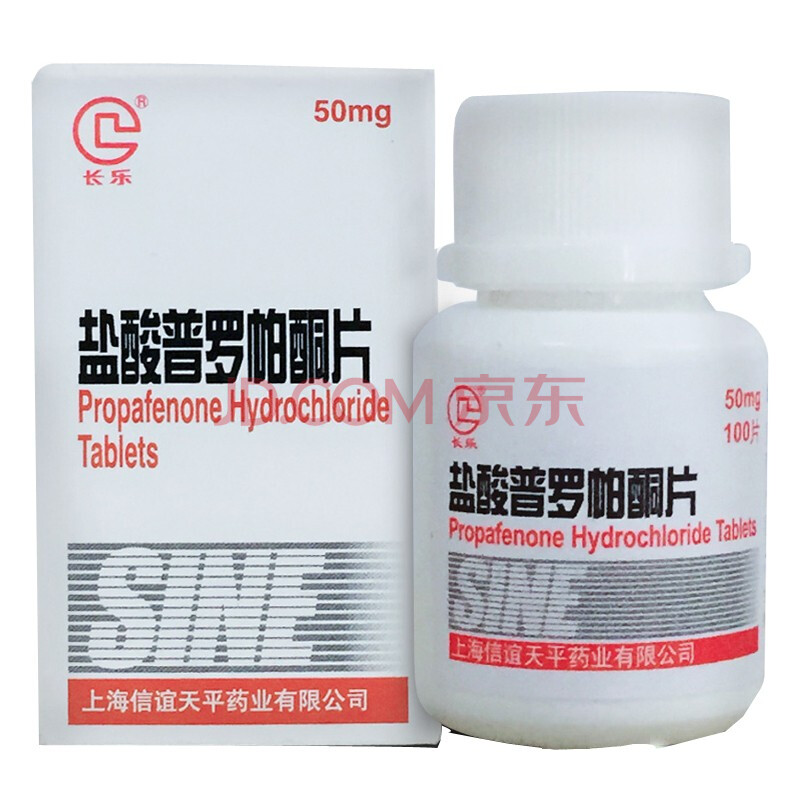 ®
长乐
50mg
盐酸普罗帕酮片
Propafenone Hydrochloride
Tablets
SINE
上海信谊天平药业有限公司
JD.COM 京东
长乐
50mg
100片
盐酸普罗帕酮片
Propafenone Hydrochloride Tablets
SINE
上海信谊天平药业有限公司